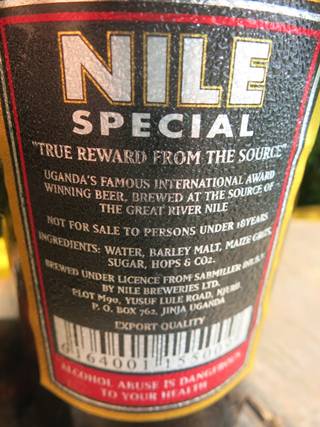 NILE
SPECIAL
"TRUE REWARD FROM THE SOURCE"
UGANDA'S FAMOUS INTERNATIONAL AWARD
WINNING BEER, BREWED AT THE SOURCE OF
THE GREAT RIVER NILE
NOT FOR SALE TO PERSONS UNDER 18YEARS
INGREDIENTS: WATER, BARLEY MALT, MAIZE GRITS,
SUGAR, HOPS & CO2.
BREWED UNDER LICENCE FROM SABMILLER INT. B.V.
BY NILE BREWERIES LTD.
PLOT M90, YUSUF LULE ROAD, NJERU.
P. O. BOX 762, JINJA UGANDA
EXPORT QUALITY
ALCOHOL ABUSE IS DANGEROUS
TO YOUR HEALTH